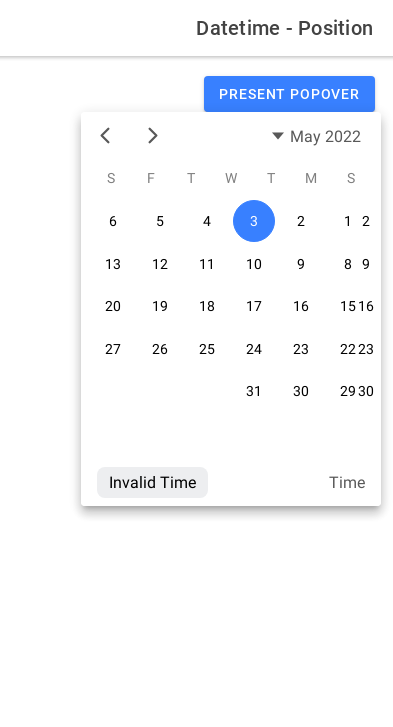 Datetime - Position
PRESENT POPOVER
May 2022
S F T W T M S
6 5 4 3 2 1 2
13 12 11 10 9 8 9
20 19 18 17 16 15 16
27 26 25 24 23 22 23
31 30 29 30
Invalid Time Time